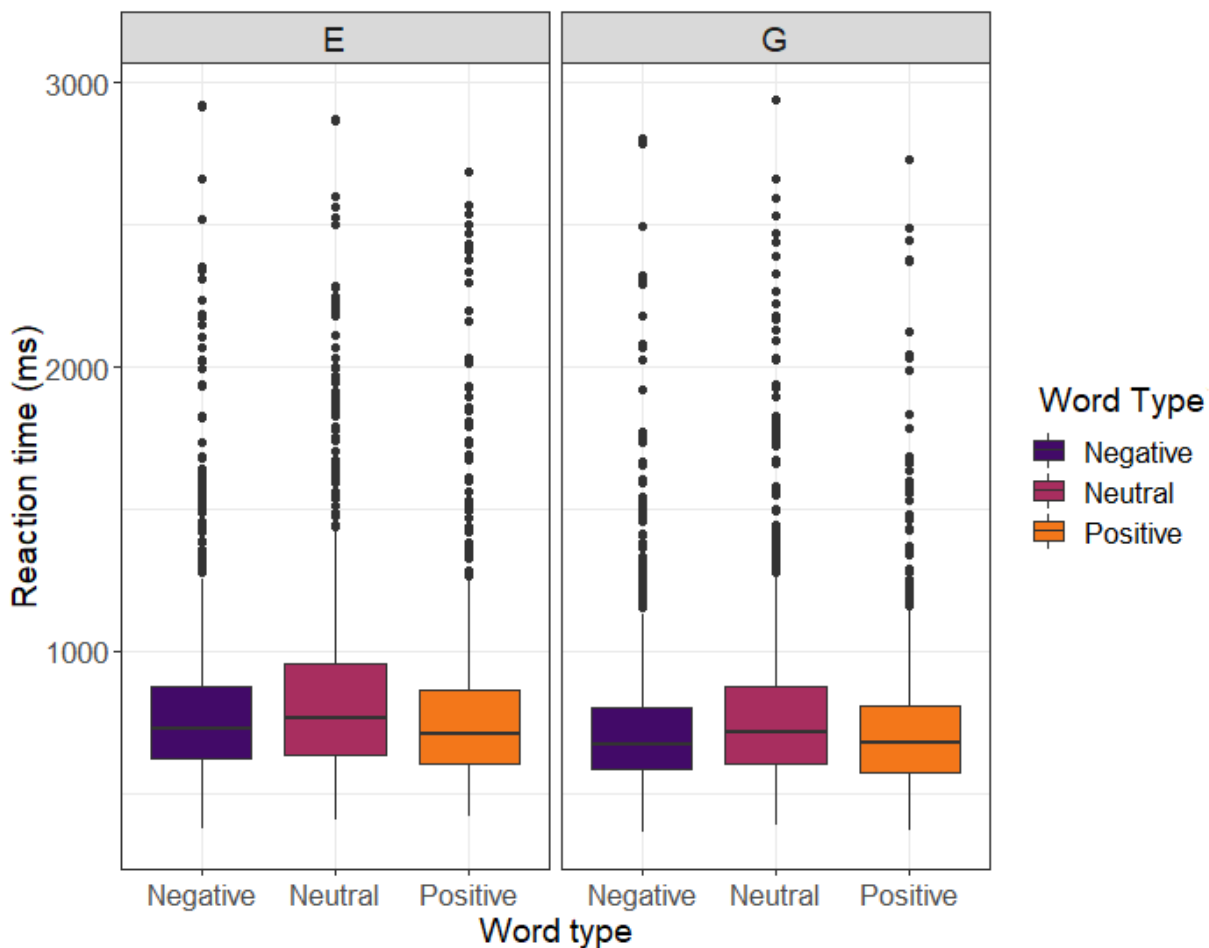 E
G
3000
2000
1000
Reaction time (ms)
Negative Neutral Positive
Negative Neutral Positive
Word type
Word Type
Negative
Neutral
Positive